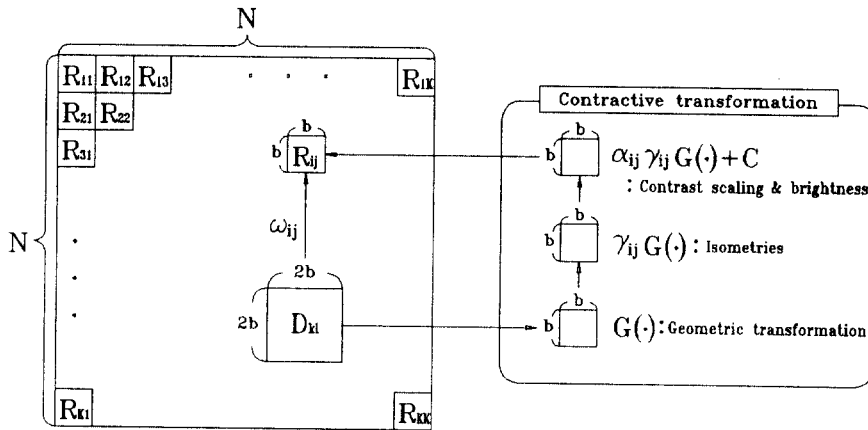 N
N
R11 R12 R13 . . . R1K
R21 R22
R31
.
.
.
b
b
Rij
ωij
2b
2b
Dkl
RK1
RKK
Contractive transformation
b
b
αij γij G(·)+C
: Contrast scaling & brightness
b
b
γij G(·) : Isometries
b
b
G(·): Geometric transformation